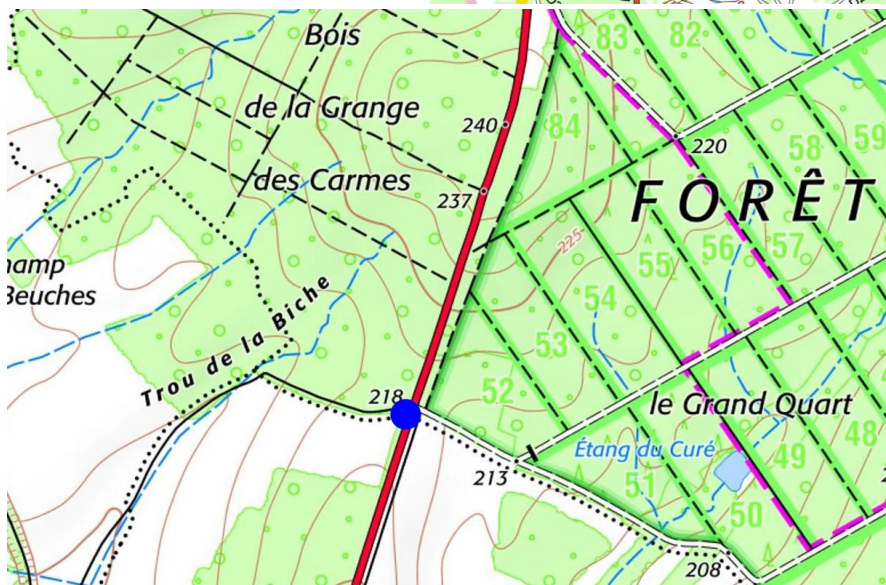 Bois
de la Grange
des Carmes
240
237
83
82
84
220
58
59
FORÊT
225
55
56
57
54
53
52
hamp
Beuches
Trou de la Biche
218
le Grand Quart
Étang du Curé
213
51
49
48
50
208
2